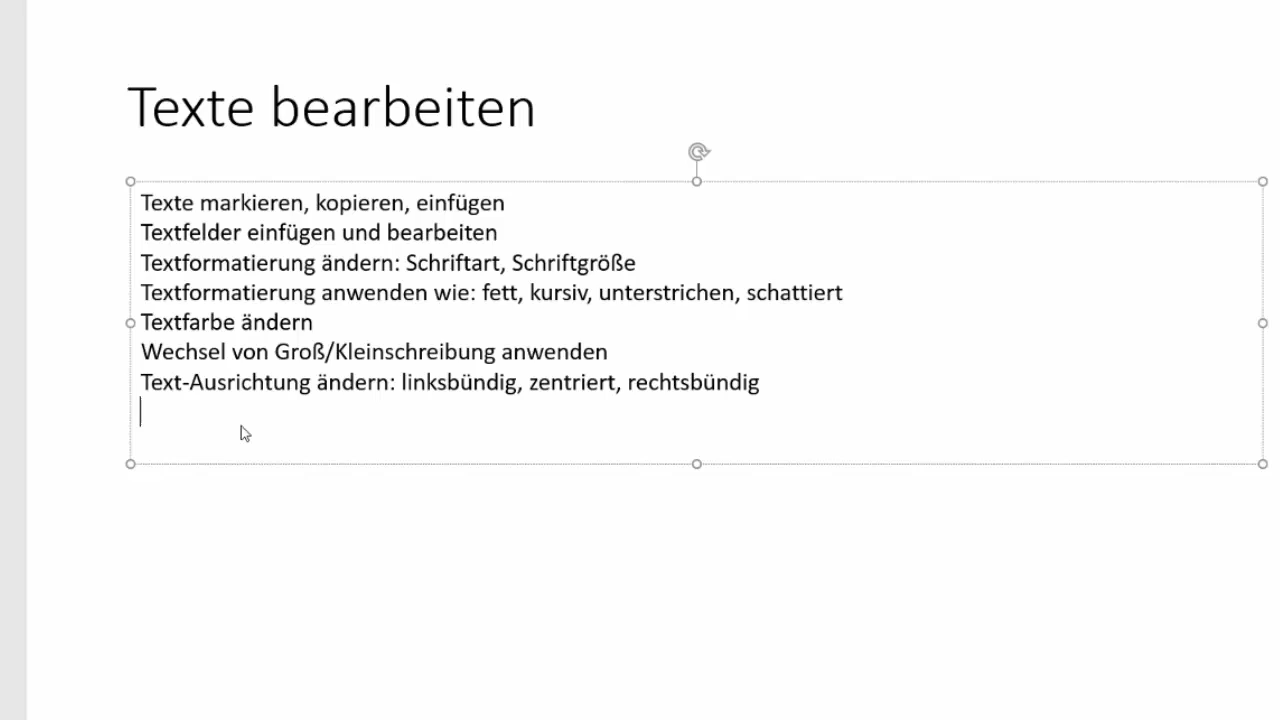 Texte bearbeiten
Texte markieren, kopieren, einfügen
Textfelder einfügen und bearbeiten
Textformatierung ändern: Schriftart, Schriftgröße
Textformatierung anwenden wie: fett, kursiv, unterstrichen, schattiert
Textfarbe ändern
Wechsel von Groß/Kleinschreibung anwenden
Text-Ausrichtung ändern: linksbündig, zentriert, rechtsbündig